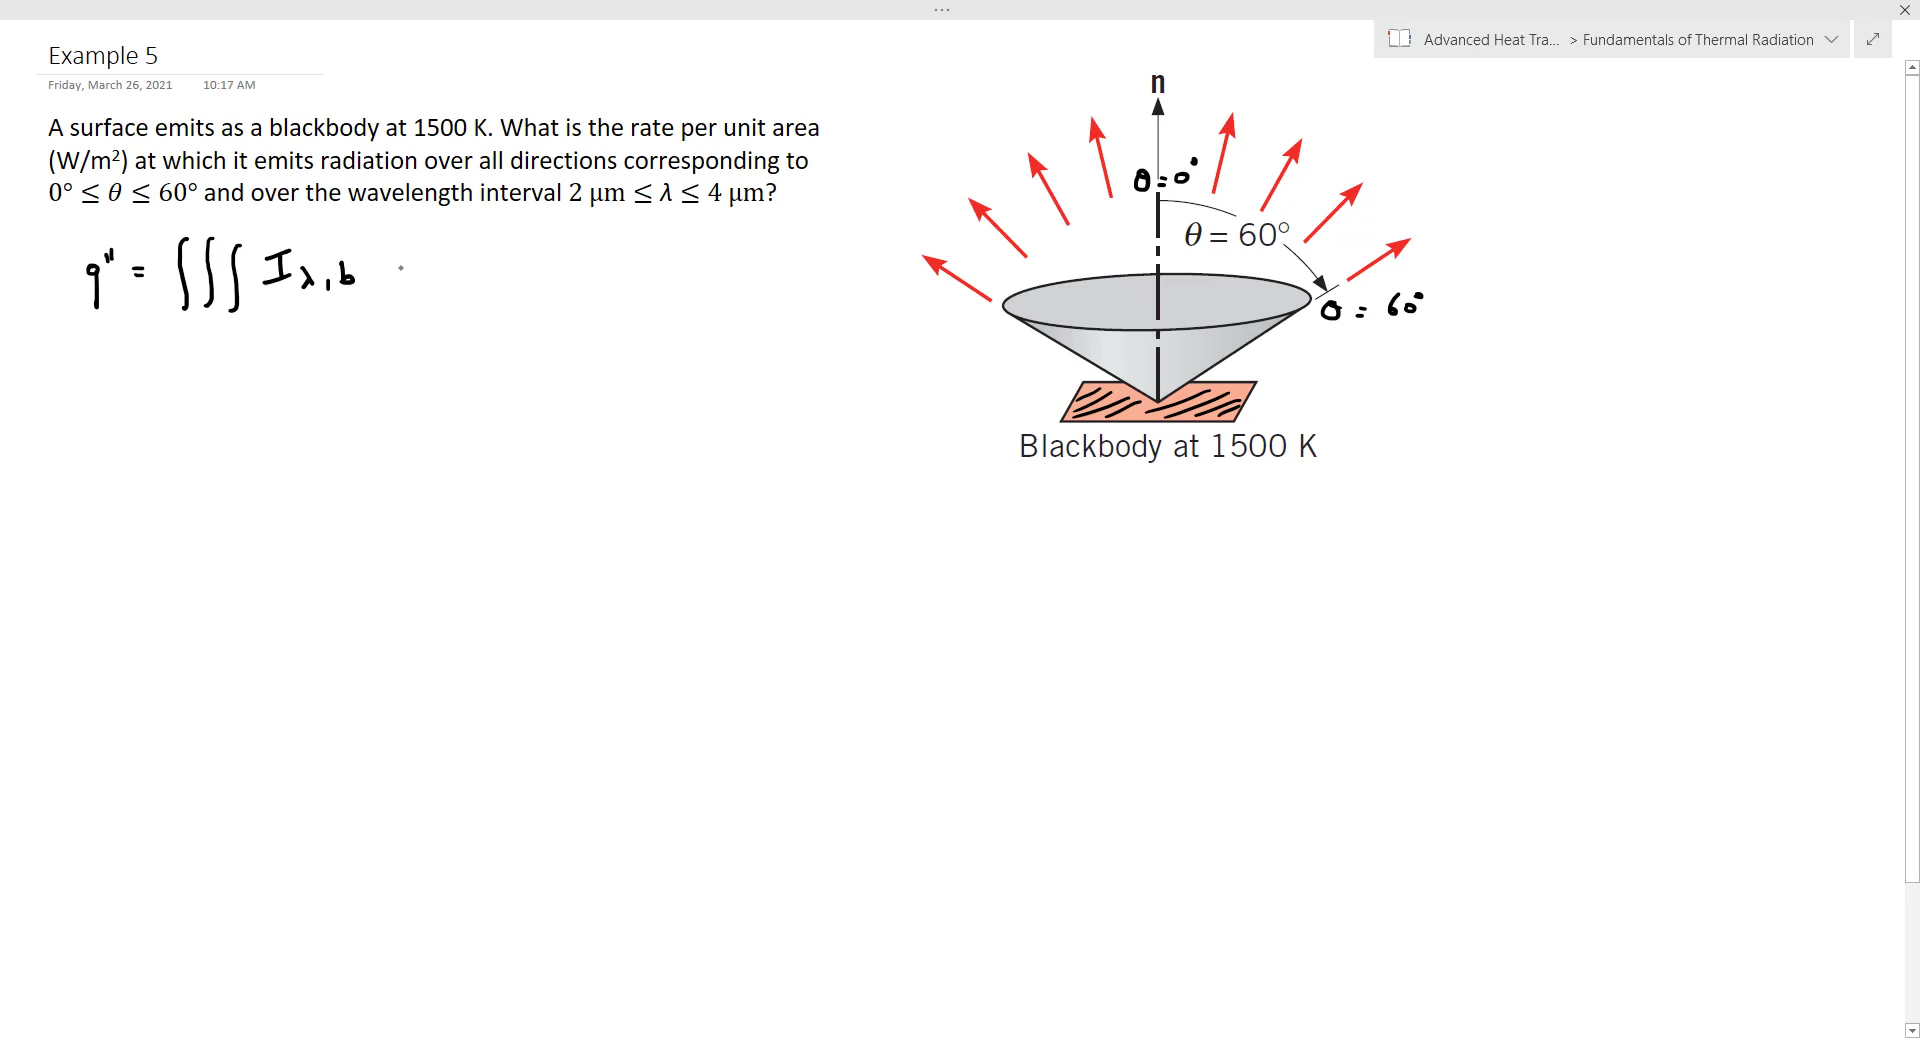 Advanced Heat Tra... > Fundamentals of Thermal Radiation
Example 5
Friday, March 26, 2021 10:17 AM
A surface emits as a blackbody at 1500 K. What is the rate per unit area
(W/m²) at which it emits radiation over all directions corresponding to
0° ≤ θ ≤ 60° and over the wavelength interval 2 μm ≤ λ ≤ 4 μm?
q" = ∫∫∫ I λ,b
n
θ = 0°
θ = 60°
θ = 60°
Blackbody at 1500 K